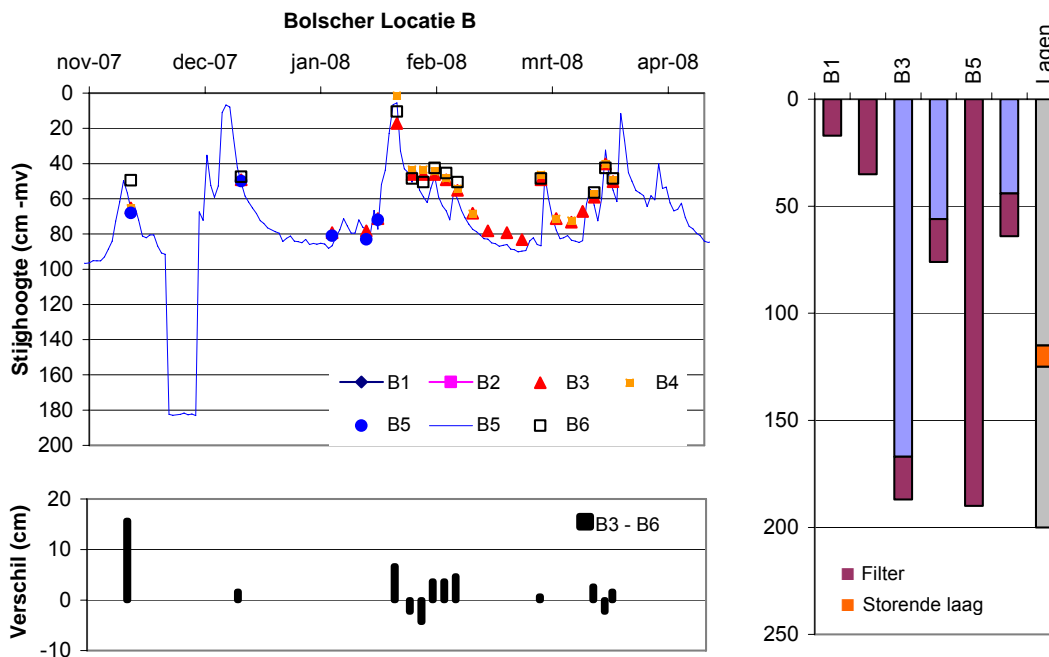 Bolscher Locatie B
nov-07 dec-07 jan-08 feb-08 mrt-08 apr-08
Stijghoogte (cm -mv)
0
20
40
60
80
100
120
140
160
180
200
B1 B2 B3 B4
B5 B5 B6
Verschil (cm)
20
10
0
-10
B3 - B6
B1 B3 B5 Lagen
0
50
100
150
200
250
Filter
Storende laag